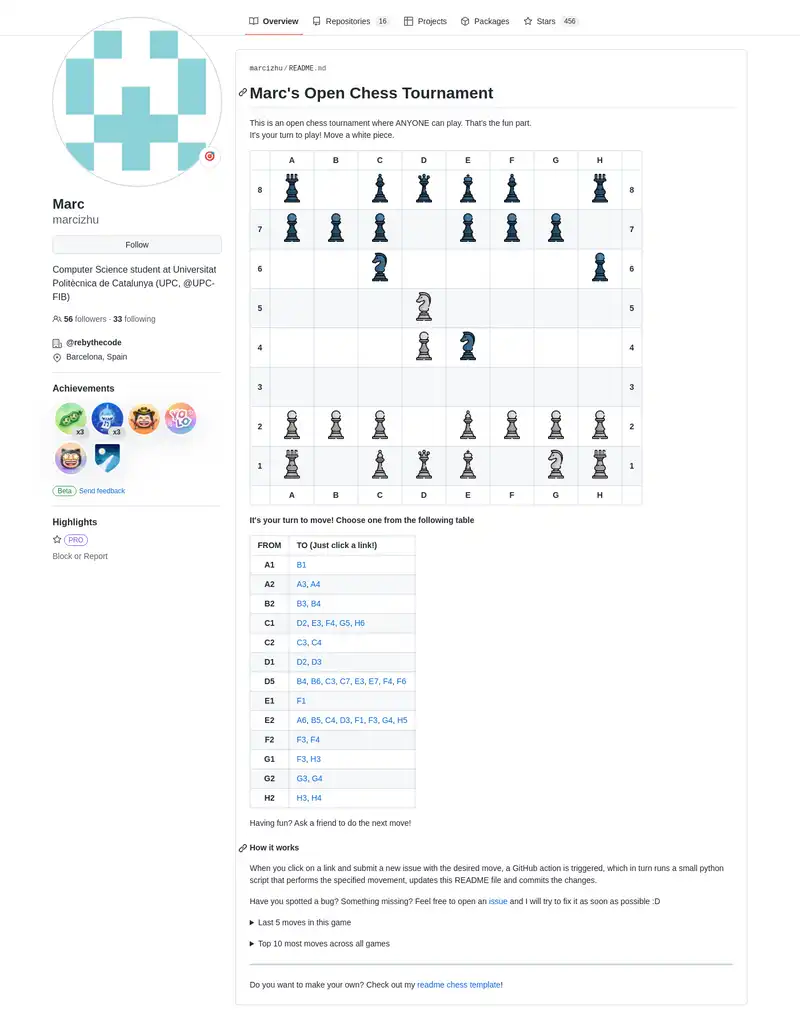 Overview Repositories 16 Projects Packages Stars 456
Marc
marcizhu
Follow
Computer Science student at Universitat
Politècnica de Catalunya (UPC, @UPC-
FIB)
56 followers · 33 following
@rebythecode
Barcelona, Spain
Achievements
x3
x3
YOLO
Beta Send feedback
Highlights
PRO
Block or Report
marcizhu/README.md
Marc's Open Chess Tournament
This is an open chess tournament where ANYONE can play. That's the fun part.
It's your turn to play! Move a white piece.
A B C D E F G H
8 8
7 7
6 6
5 5
4 4
3 3
2 2
1 1
A B C D E F G H
It's your turn to move! Choose one from the following table
FROM TO (Just click a link!)
A1 B1
A2 A3, A4
B2 B3, B4
C1 D2, E3, F4, G5, H6
C2 C3, C4
D1 D2, D3
D5 B4, B6, C3, C7, E3, E7, F4, F6
E1 F1
E2 A6, B5, C4, D3, F1, F3, G4, H5
F2 F3, F4
G1 F3, H3
G2 G3, G4
H2 H3, H4
Having fun? Ask a friend to do the next move!
How it works
When you click on a link and submit a new issue with the desired move, a GitHub action is triggered, which in turn runs a small python
script that performs the specified movement, updates this README file and commits the changes.
Have you spotted a bug? Something missing? Feel free to open an issue and I will try to fix it as soon as possible :D
Last 5 moves in this game
Top 10 most moves across all games
Do you want to make your own? Check out my readme chess template!